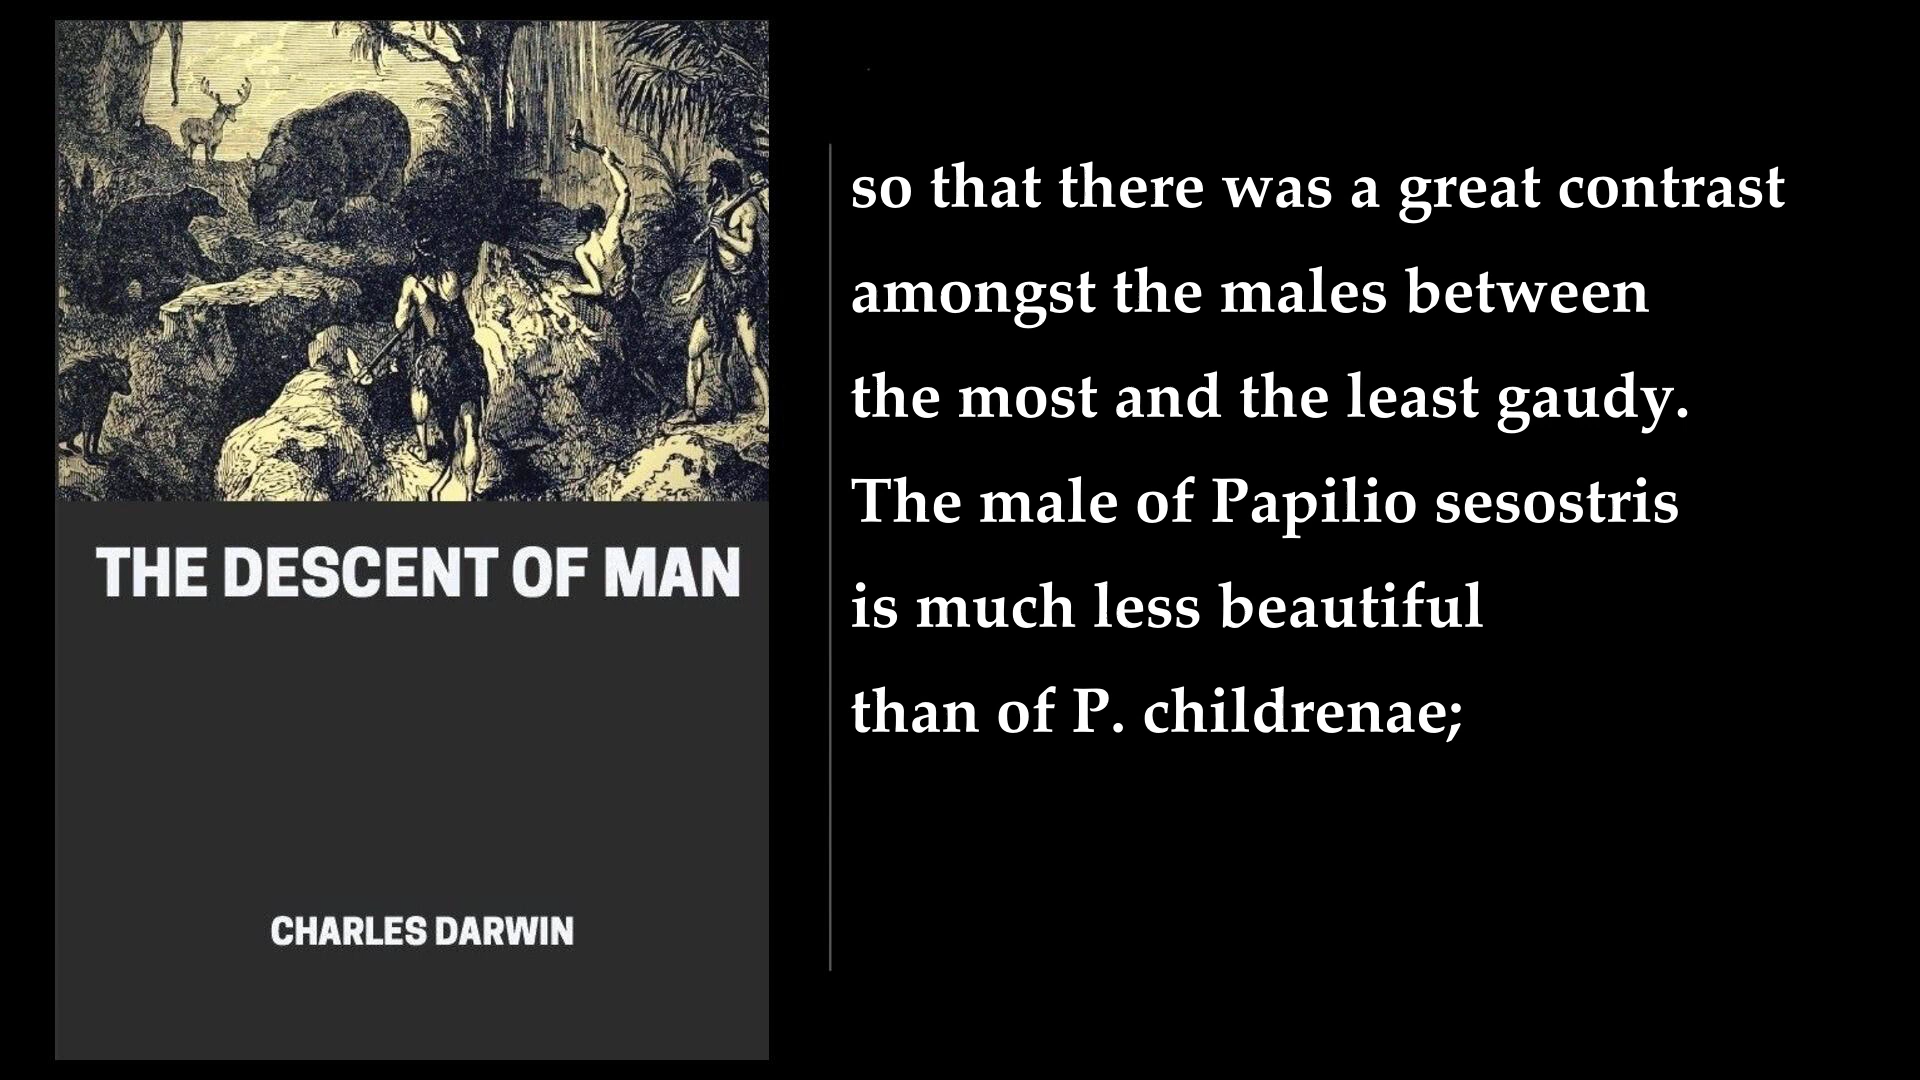 THE DESCENT OF MAN
CHARLES DARWIN
so that there was a great contrast
amongst the males between
the most and the least gaudy.
The male of Papilio sesostris
is much less beautiful
than of P. childrenae;